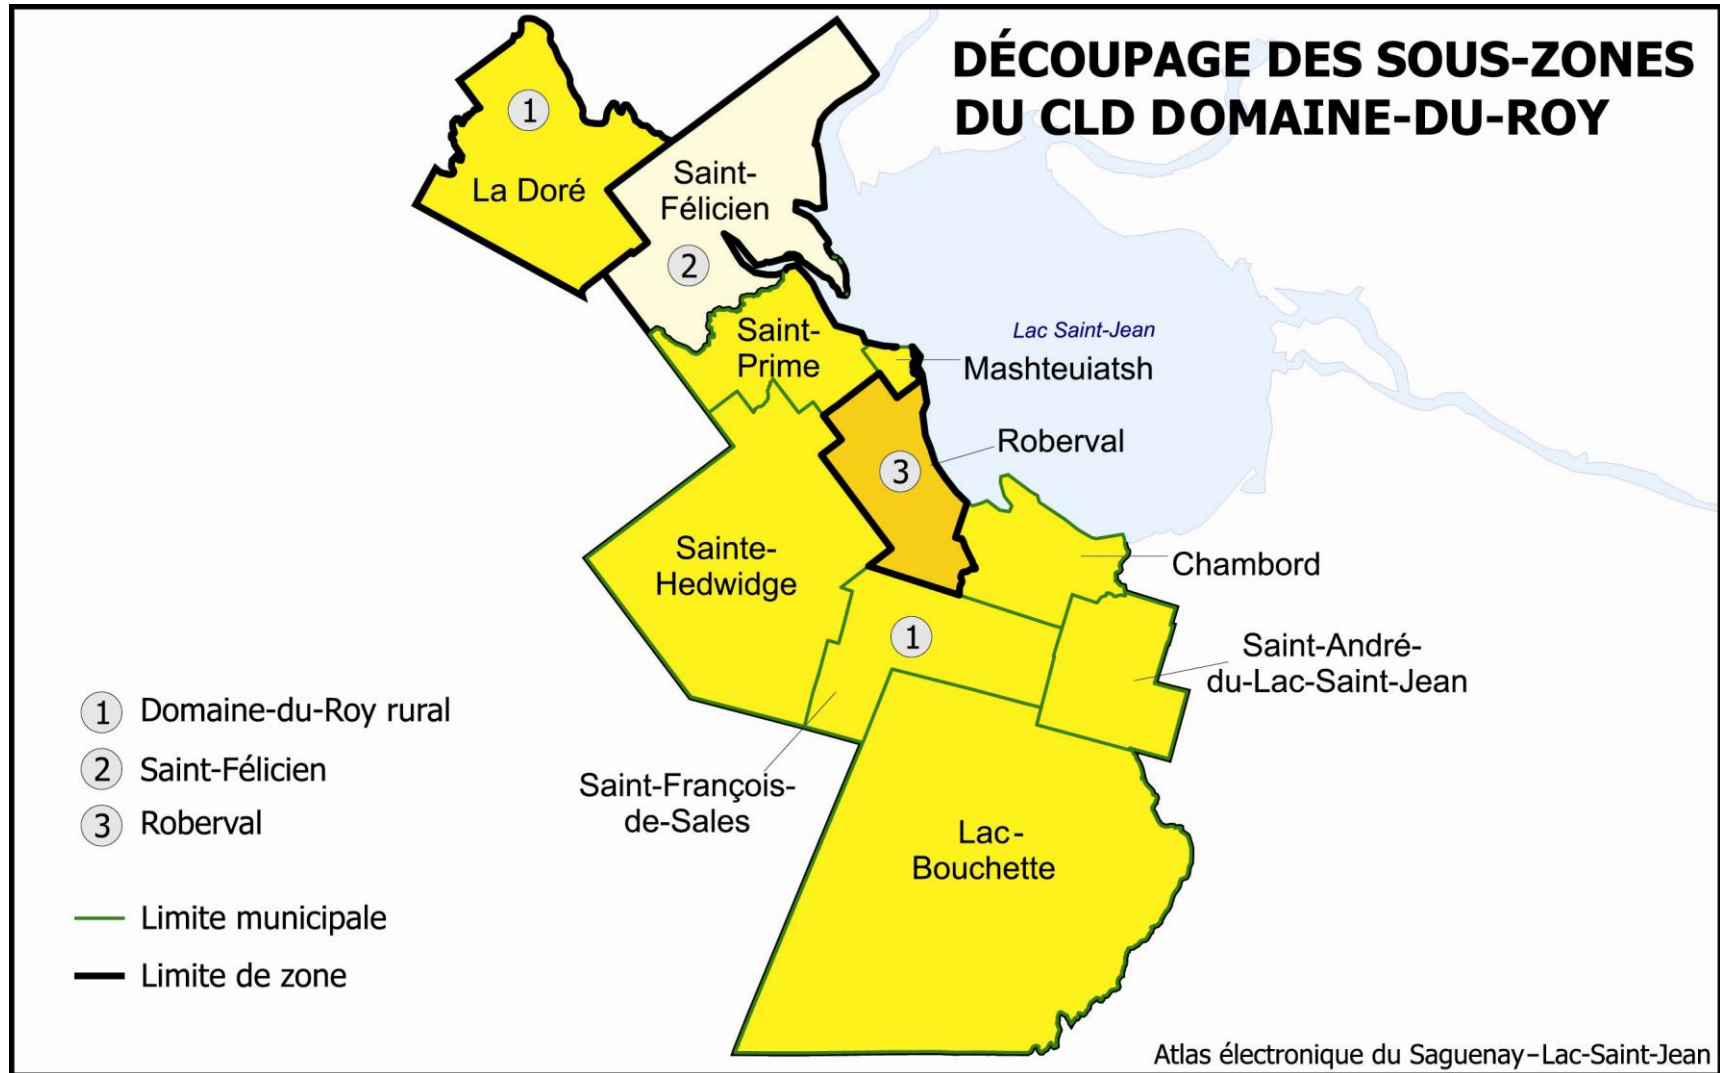 DÉCOUPAGE DES SOUS-ZONES
DU CLD DOMAINE-DU-ROY
1
La Doré
Saint-
Félicien
2
Saint-
Prime
Lac Saint-Jean
Mashteuiatsh
Roberval
3
Sainte-
Hedwidge
Chambord
1
Saint-André-
du-Lac-Saint-Jean
Saint-François-
de-Sales
Lac-
Bouchette
1 Domaine-du-Roy rural
2 Saint-Félicien
3 Roberval
Limite municipale
Limite de zone
Atlas électronique du Saguenay–Lac-Saint-Jean